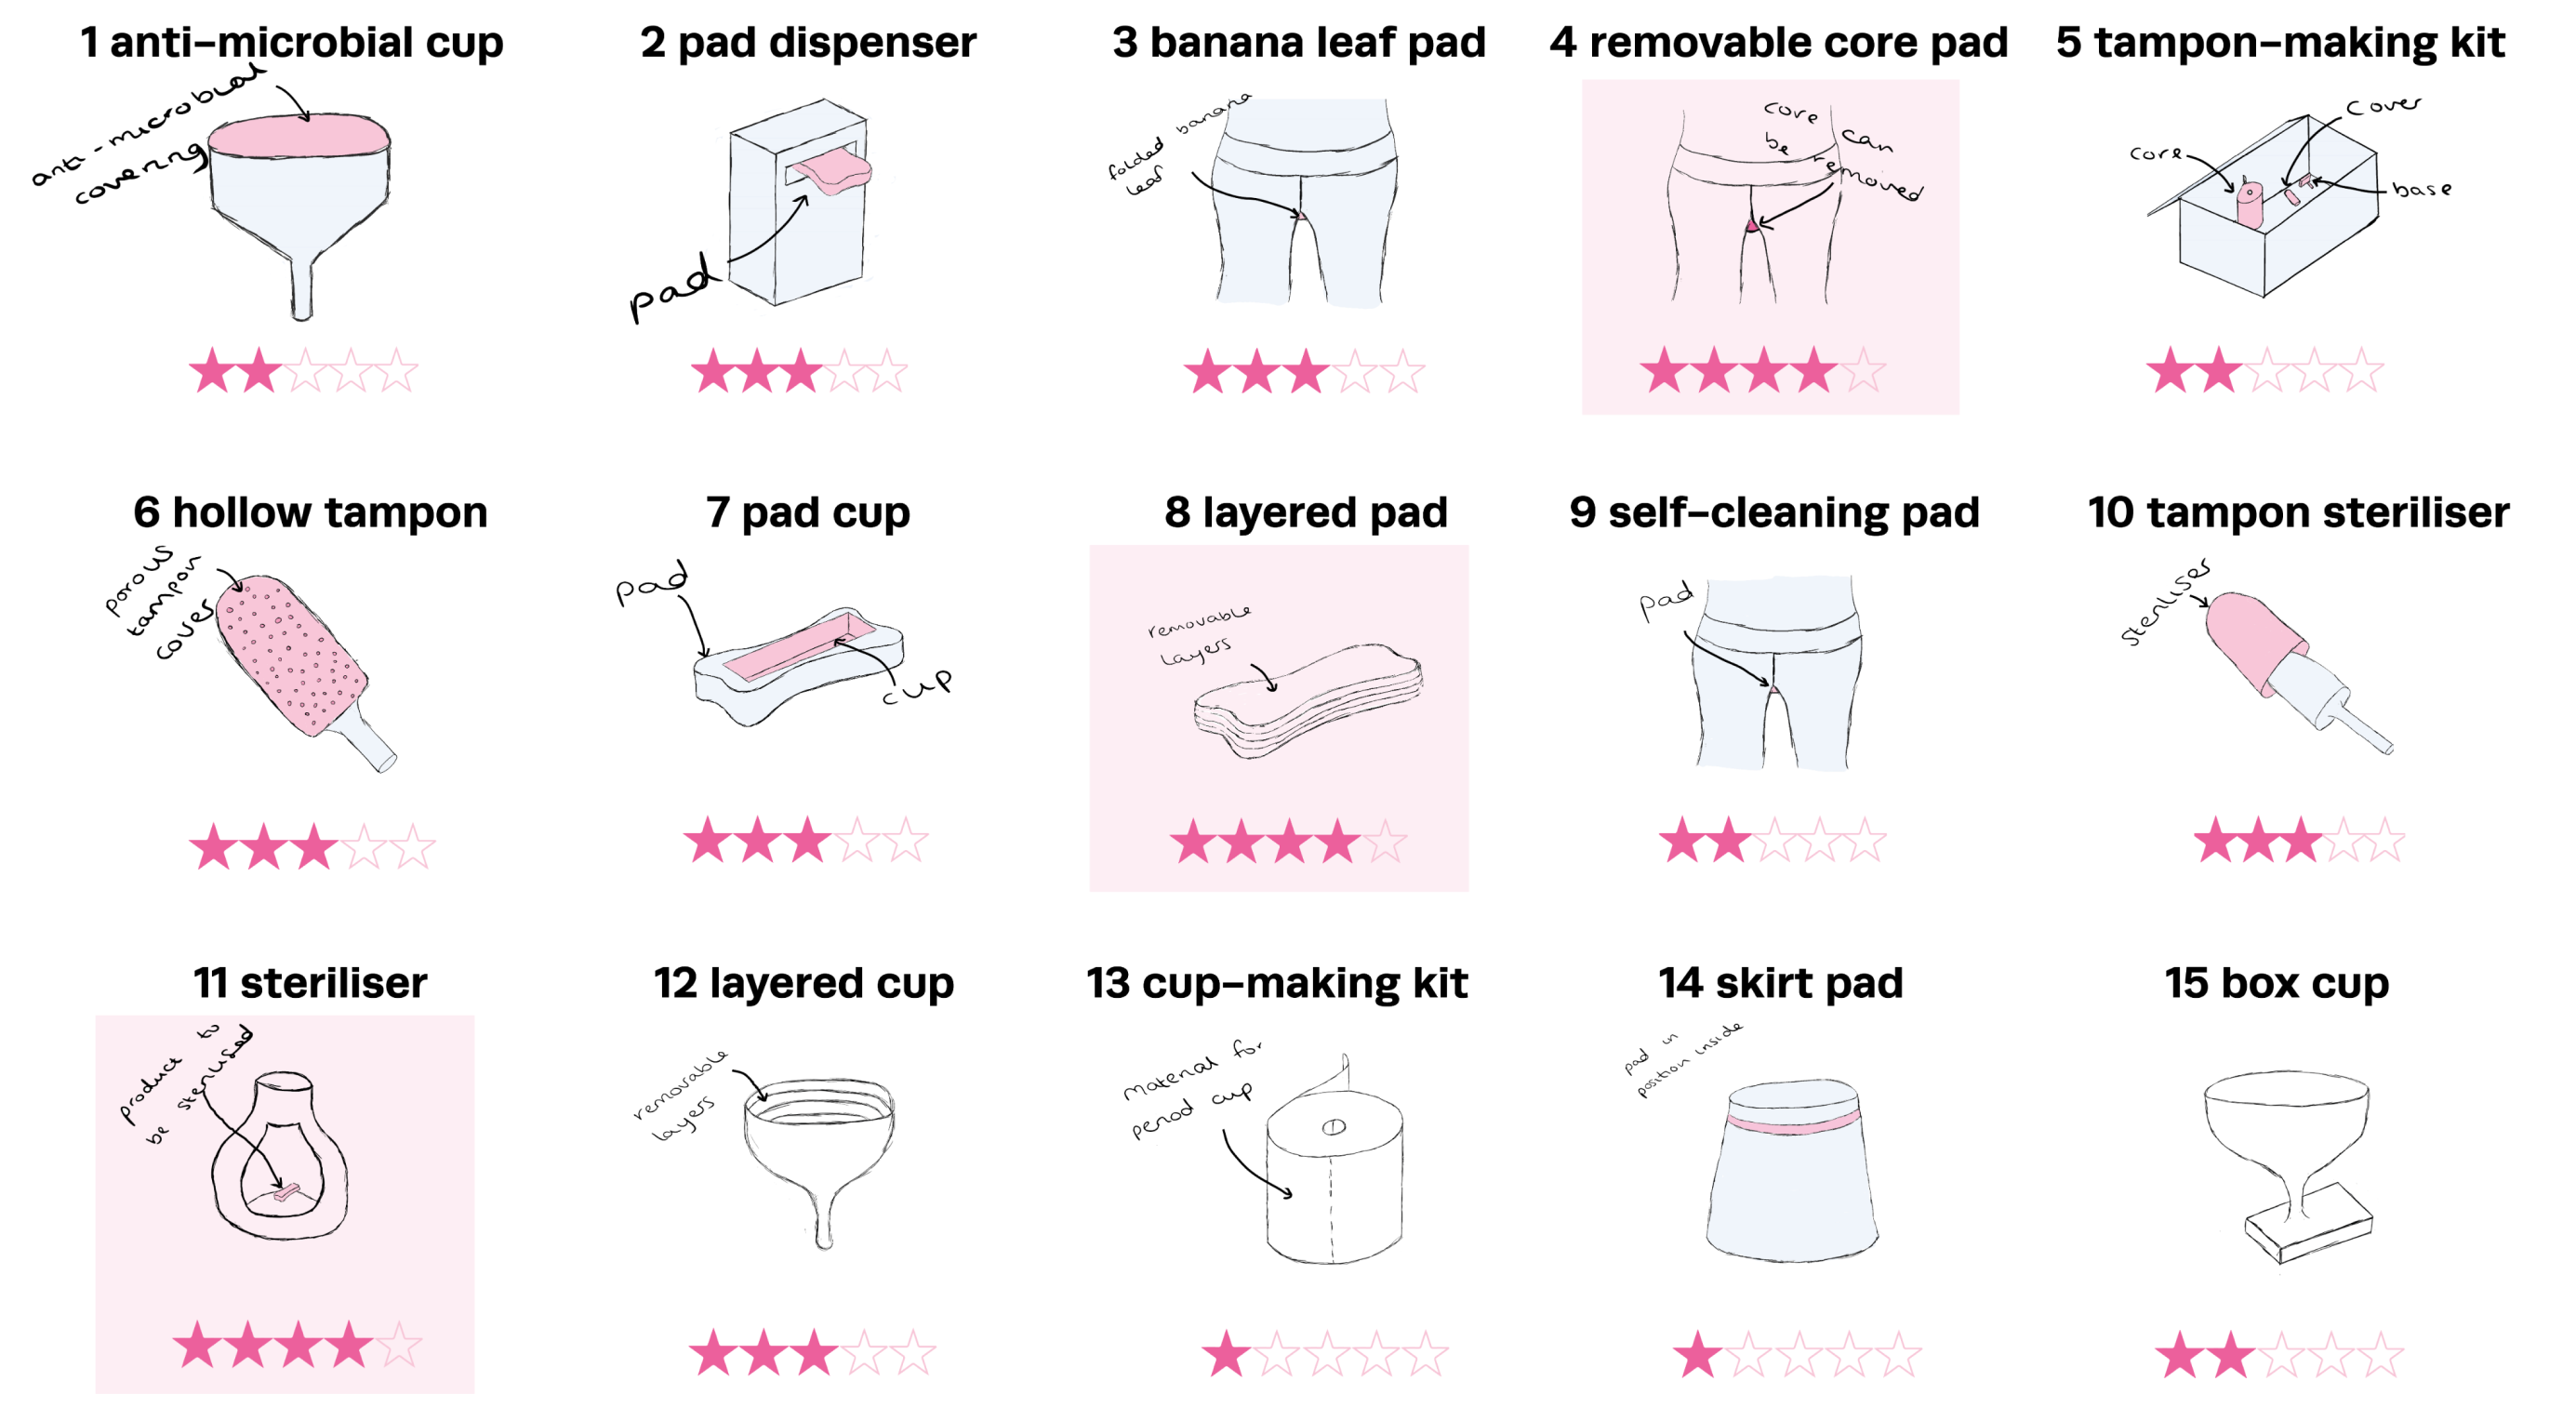 1 anti-microbial cup
anti-microbial
covering
2 pad dispenser
pad
3 banana leaf pad
folded banana
leaf
4 removable core pad
core can
be removed
5 tampon-making kit
cover
core
base
6 hollow tampon
porous
tampon
cover
7 pad cup
pad
cup
8 layered pad
removable
layers
9 self-cleaning pad
pad
10 tampon steriliser
steriliser
11 steriliser
product to
be sterilised
12 layered cup
removable
layers
13 cup-making kit
material for
period cup
14 skirt pad
pad in
position inside
15 box cup